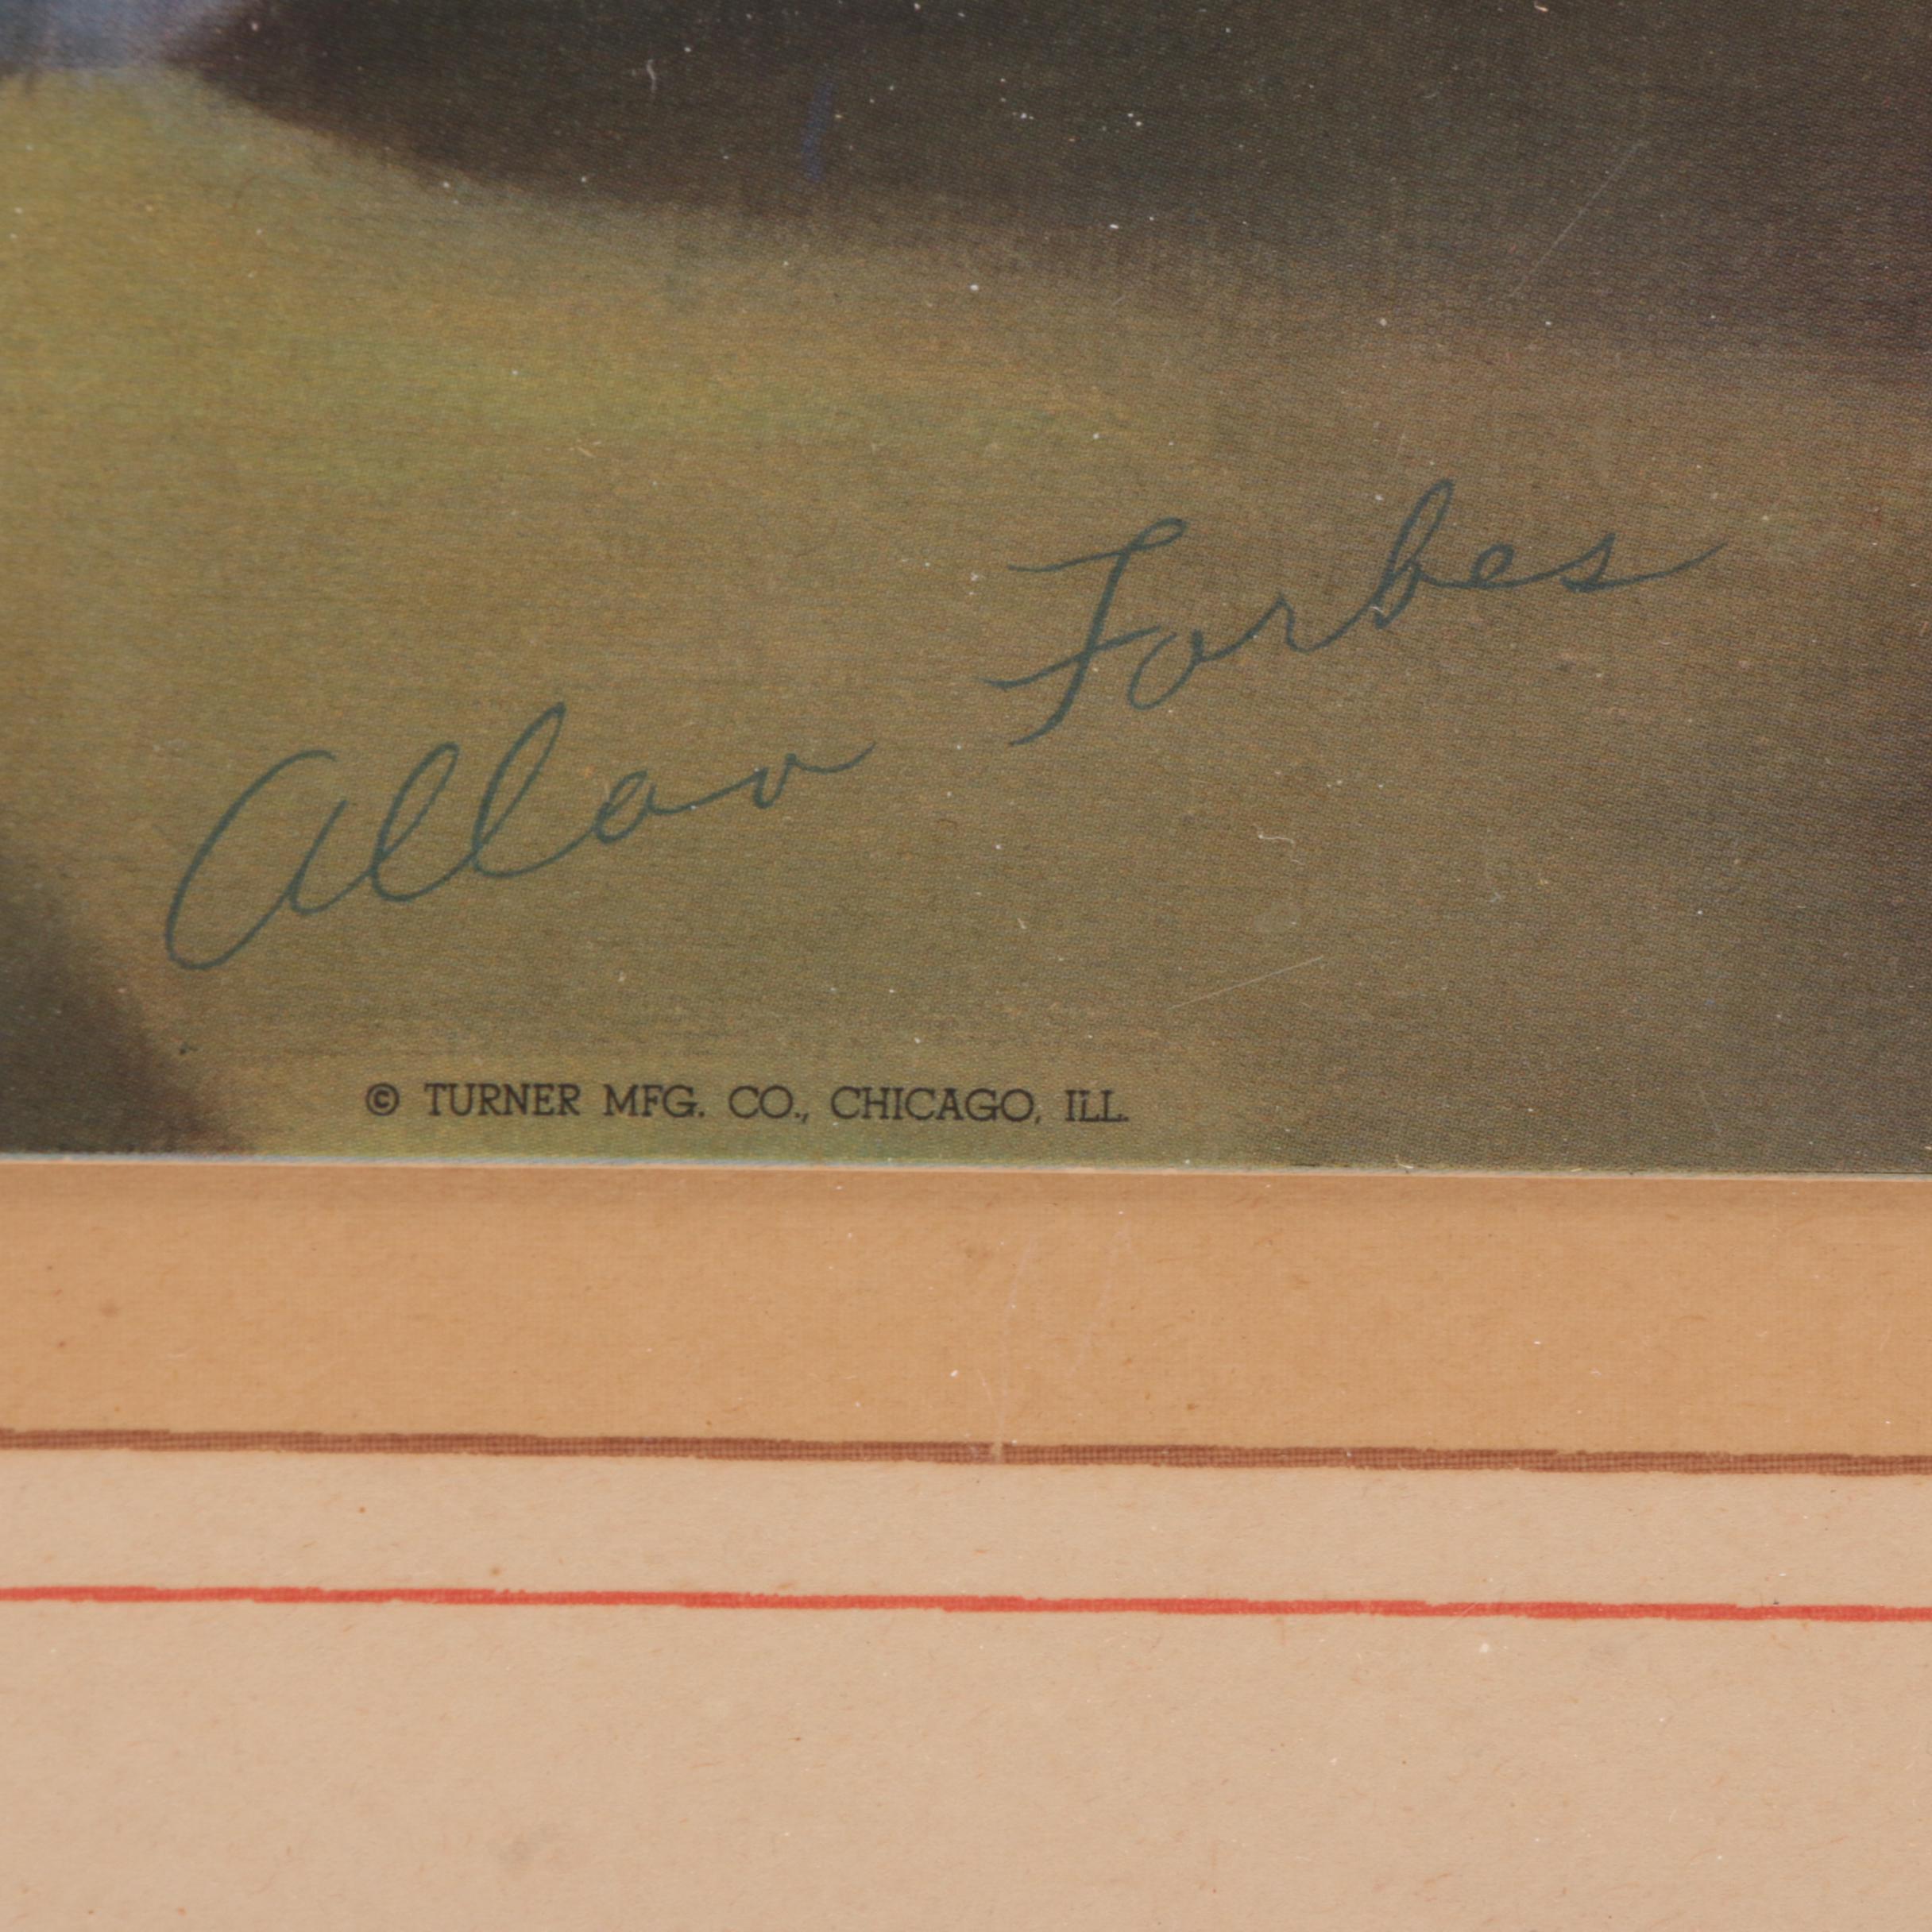 Allan Forbes
© TURNER MFG. CO., CHICAGO, ILL.